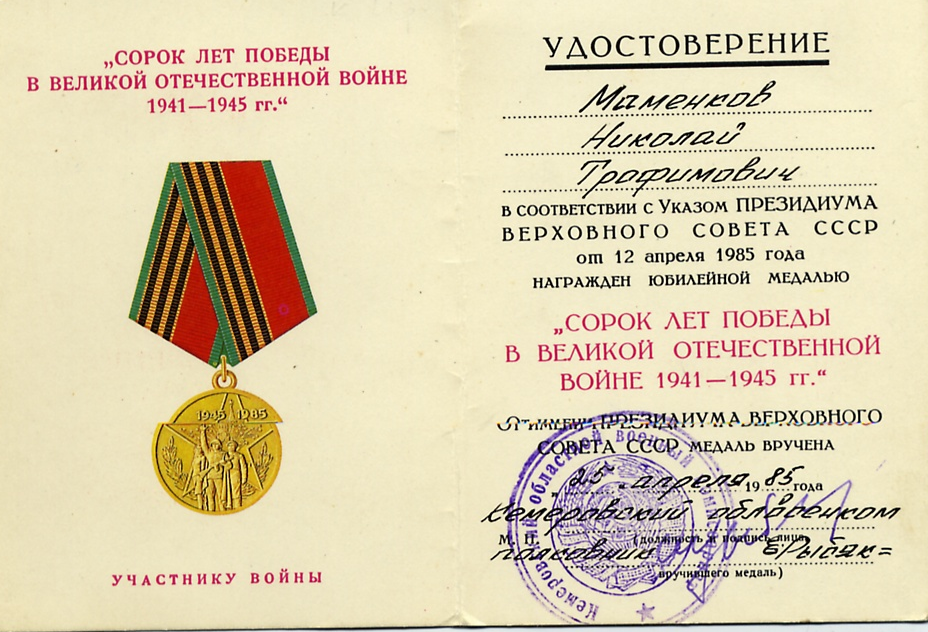 „СОРОК ЛЕТ ПОБЕДЫ
В ВЕЛИКОЙ ОТЕЧЕСТВЕННОЙ ВОЙНЕ
1941—1945 гг.“
1945 1985
УЧАСТНИКУ ВОЙНЫ
УДОСТОВЕРЕНИЕ
Маменков
Николай
Трофимович
В СООТВЕТСТВИИ С УКАЗОМ ПРЕЗИДИУМА
ВЕРХОВНОГО СОВЕТА СССР
от 12 апреля 1985 года
НАГРАЖДЕН ЮБИЛЕЙНОЙ МЕДАЛЬЮ
„СОРОК ЛЕТ ПОБЕДЫ
В ВЕЛИКОЙ ОТЕЧЕСТВЕННОЙ
ВОЙНЕ 1941—1945 гг.“
ОТ ИМЕНИ ПРЕЗИДИУМА ВЕРХОВНОГО
СОВЕТА СССР МЕДАЛЬ ВРУЧЕНА
„25„ апреля 1985 года
Кемеровский облвоенком
М. П. (должность и подпись лица,
полковник
вручившего медаль)
Кемеровский областной военный